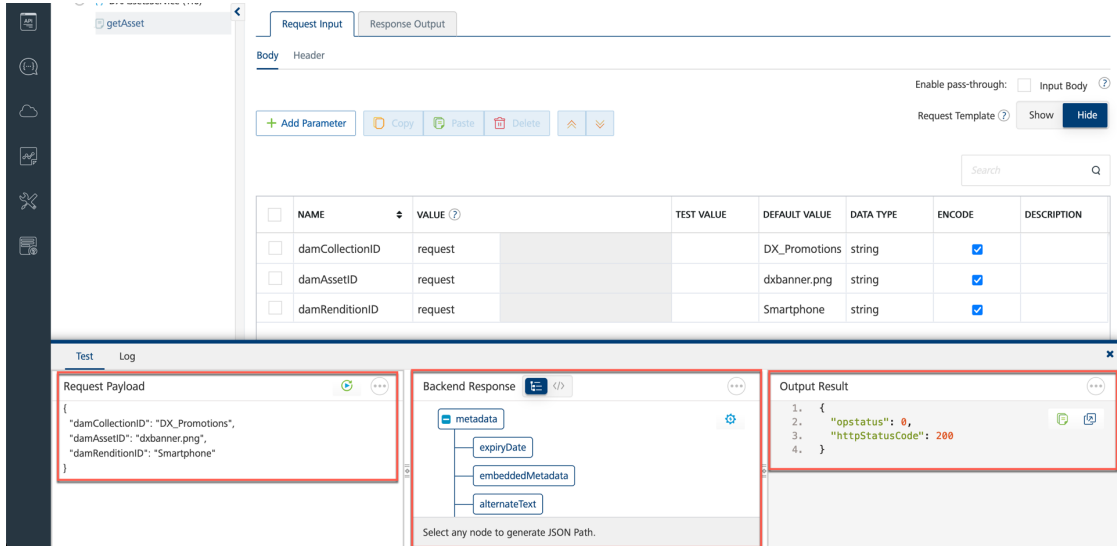 getAsset
Request Input
Response Output
Body
Header
Enable pass-through:
Input Body
?
+ Add Parameter
Copy
Paste
Delete
Request Template
?
Show
Hide
Search
NAME
VALUE ?
TEST VALUE
DEFAULT VALUE
DATA TYPE
ENCODE
DESCRIPTION
damCollectionID request DX_Promotions string
damAssetID request dxbanner.png string
damRenditionID request Smartphone string
Test
Log
Request Payload
{
"damCollectionID": "DX_Promotions",
"damAssetID": "dxbanner.png",
"damRenditionID": "Smartphone"
}
Backend Response
</>
metadata
expiryDate
embeddedMetadata
alternateText
Select any node to generate JSON Path.
Output Result
1. {
2. "opstatus": 0,
3. "httpStatusCode": 200
4. }
API